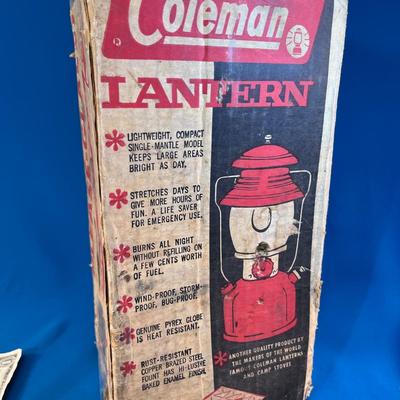 Coleman
LANTERN
LIGHTWEIGHT, COMPACT
SINGLE-MANTLE MODEL
KEEPS LARGE AREAS
BRIGHT AS DAY.
STRETCHES DAYS TO
GIVE MORE HOURS OF
FUN. A LIFE SAVER
FOR EMERGENCY USE.
BURNS ALL NIGHT
WITHOUT REFILLING ON
A FEW CENTS WORTH
OF FUEL.
WIND-PROOF, STORM-
PROOF, BUG-PROOF.
GENUINE PYREX GLOBE
IS HEAT RESISTANT.
RUST-RESISTANT
COPPER BRAZED STEEL
FOUNT HAS HI-LUSTRE
BAKED ENAMEL FINISH.
ANOTHER QUALITY PRODUCT BY
THE MAKERS OF THE WORLD
FAMOUS COLEMAN LANTERNS
AND CAMP STOVES